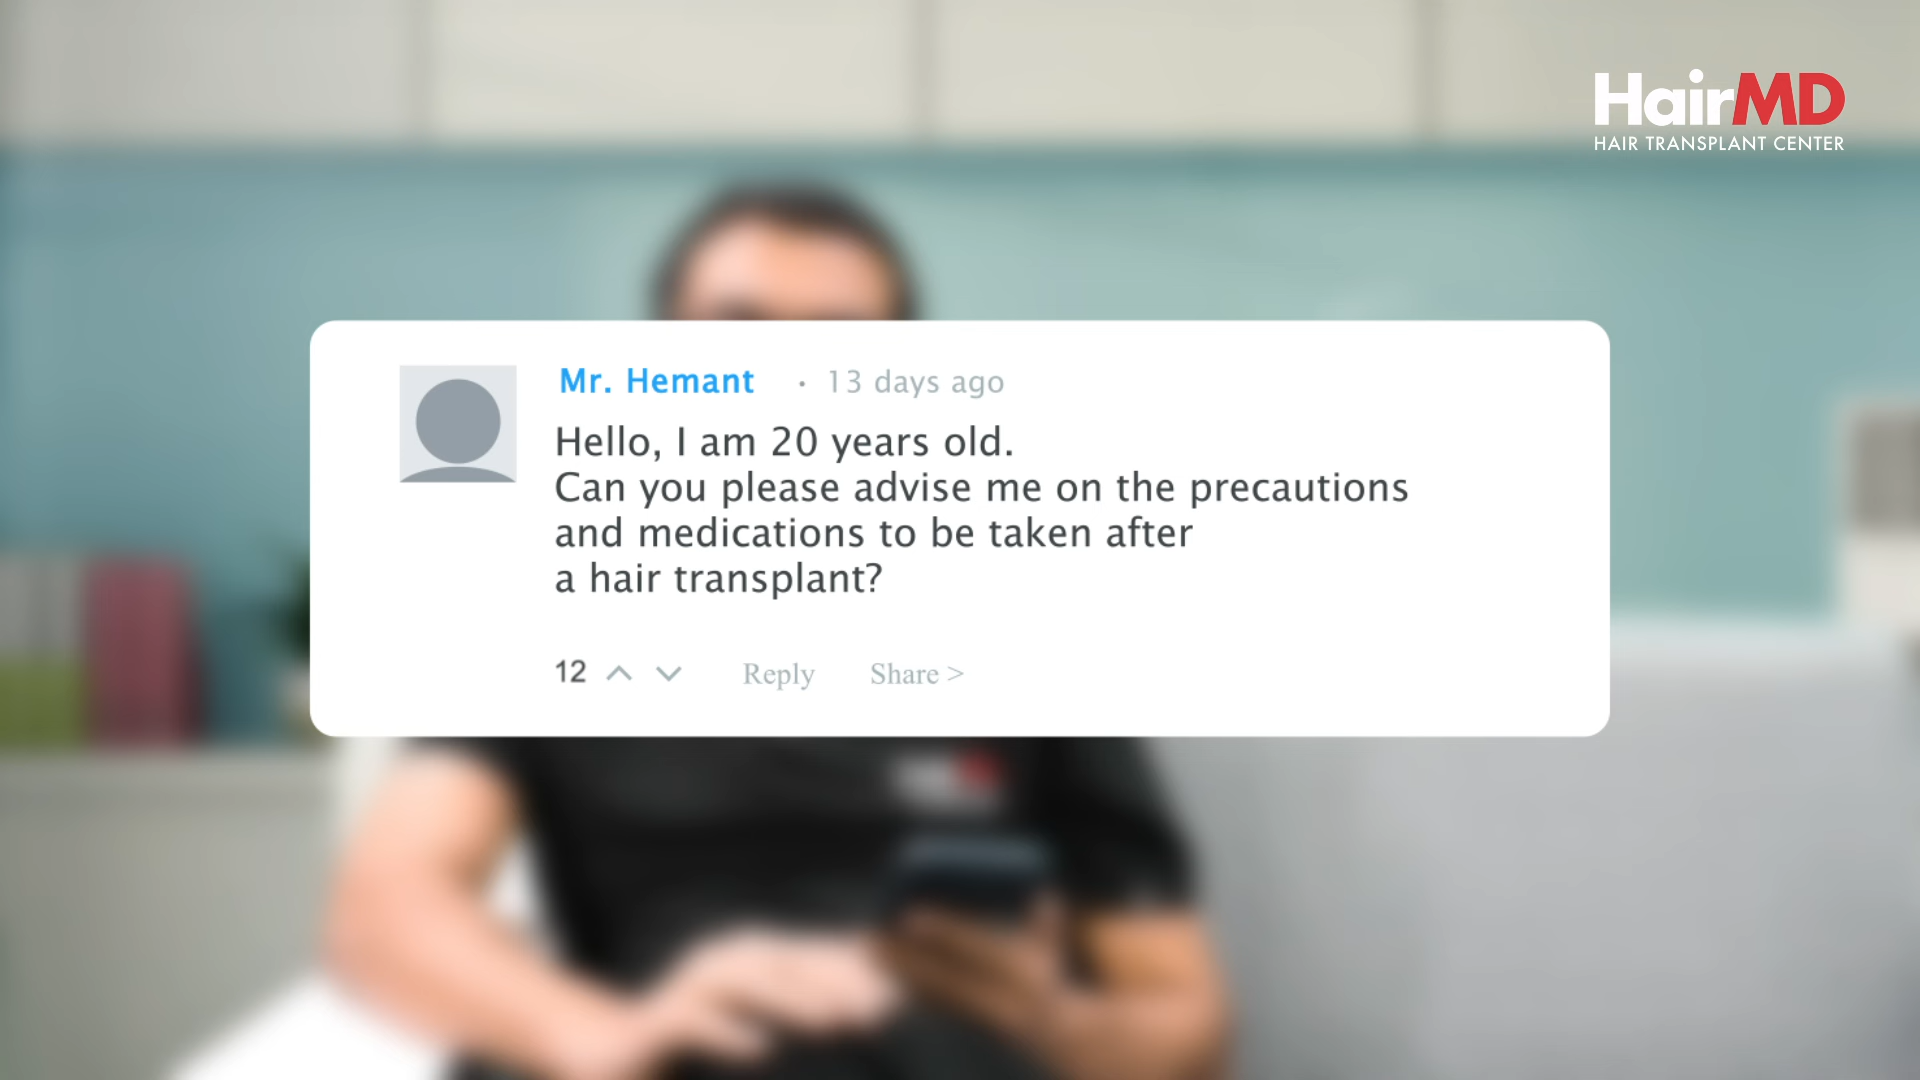 HairMD
HAIR TRANSPLANT CENTER
Mr. Hemant · 13 days ago
Hello, I am 20 years old.
Can you please advise me on the precautions
and medications to be taken after
a hair transplant?
12 Reply Share >